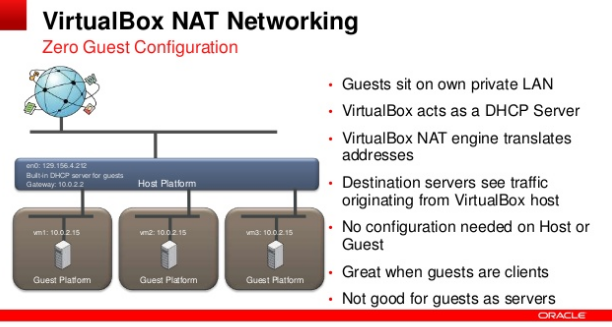 VirtualBox NAT Networking
Zero Guest Configuration
en0: 129.156.4.212
Built-in DHCP server for guests
Gateway: 10.0.2.2
Host Platform
vm1: 10.0.2.15
Guest Platform
vm2: 10.0.2.15
Guest Platform
vm3: 10.0.2.15
Guest Platform
• Guests sit on own private LAN
• VirtualBox acts as a DHCP Server
• VirtualBox NAT engine translates
addresses
• Destination servers see traffic
originating from VirtualBox host
• No configuration needed on Host or
Guest
• Great when guests are clients
• Not good for guests as servers
ORACLE